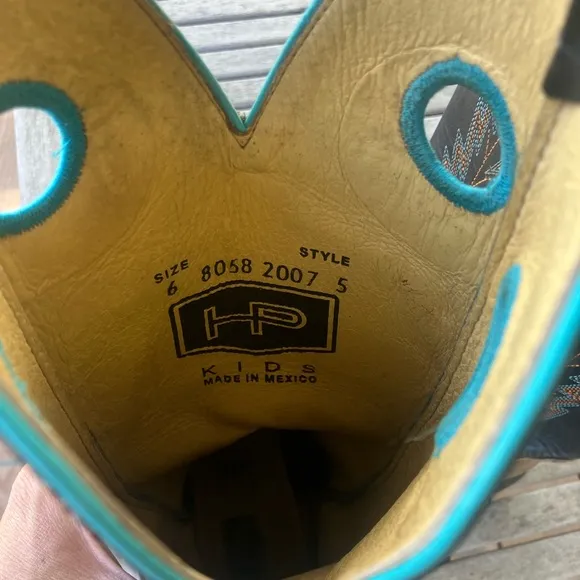 SIZE STYLE
6 8058 2007 5
HP
KIDS
MADE IN MEXICO